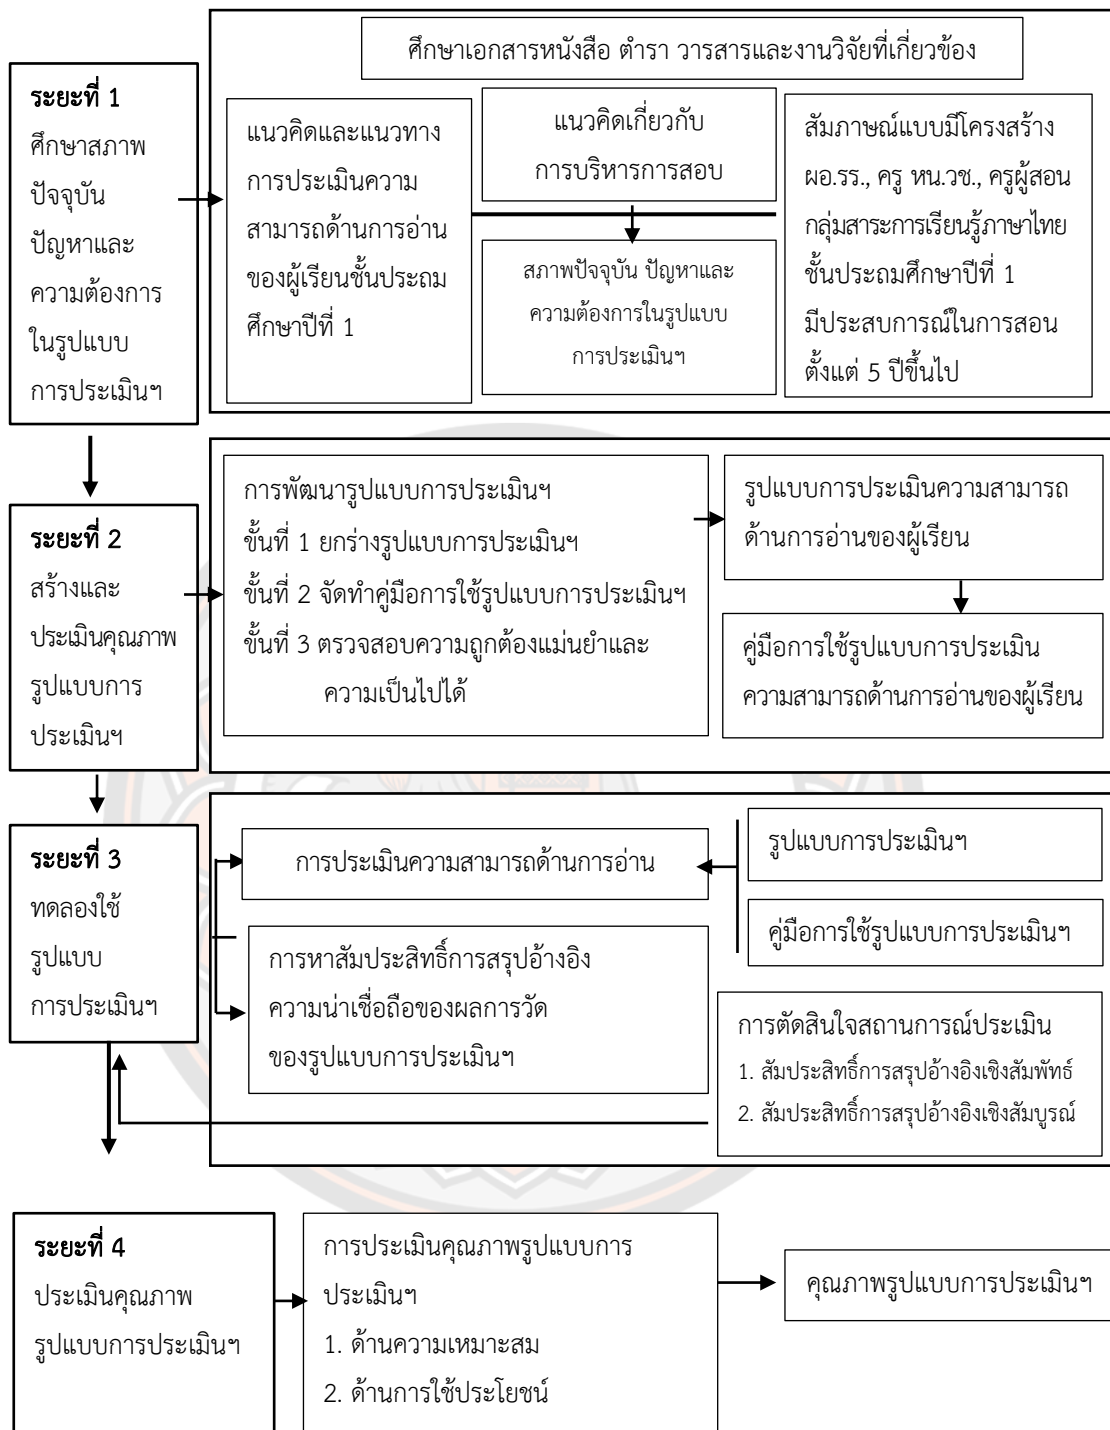 ศึกษาเอกสารหนังสือ ตำรา วารสารและงานวิจัยที่เกี่ยวข้อง
ระยะที่ 1
ศึกษาสภาพ
ปัจจุบัน
ปัญหาและ
ความต้องการ
ในรูปแบบ
การประเมินฯ
แนวคิดและแนวทาง
การประเมินความ
สามารถด้านการอ่าน
ของผู้เรียนชั้นประถม
ศึกษาปีที่ 1
แนวคิดเกี่ยวกับ
การบริหารการสอบ
สภาพปัจจุบัน ปัญหาและ
ความต้องการในรูปแบบ
การประเมินฯ
สัมภาษณ์แบบมีโครงสร้าง
ผอ.รร., ครู หน.วช., ครูผู้สอน
กลุ่มสาระการเรียนรู้ภาษาไทย
ชั้นประถมศึกษาปีที่ 1
มีประสบการณ์ในการสอน
ตั้งแต่ 5 ปีขึ้นไป
ระยะที่ 2
สร้างและ
ประเมินคุณภาพ
รูปแบบการ
ประเมินฯ
การพัฒนารูปแบบการประเมินฯ
ขั้นที่ 1 ยกร่างรูปแบบการประเมินฯ
ขั้นที่ 2 จัดทำคู่มือการใช้รูปแบบการประเมินฯ
ขั้นที่ 3 ตรวจสอบความถูกต้องแม่นยำและ
ความเป็นไปได้
รูปแบบการประเมินความสามารถ
ด้านการอ่านของผู้เรียน
คู่มือการใช้รูปแบบการประเมิน
ความสามารถด้านการอ่านของผู้เรียน
ระยะที่ 3
ทดลองใช้
รูปแบบ
การประเมินฯ
การประเมินความสามารถด้านการอ่าน
การหาสัมประสิทธิ์การสรุปอ้างอิง
ความน่าเชื่อถือของผลการวัด
ของรูปแบบการประเมินฯ
รูปแบบการประเมินฯ
คู่มือการใช้รูปแบบการประเมินฯ
การตัดสินใจสถานการณ์ประเมิน
1. สัมประสิทธิ์การสรุปอ้างอิงเชิงสัมพัทธ์
2. สัมประสิทธิ์การสรุปอ้างอิงเชิงสัมบูรณ์
ระยะที่ 4
ประเมินคุณภาพ
รูปแบบการประเมินฯ
การประเมินคุณภาพรูปแบบการ
ประเมินฯ
1. ด้านความเหมาะสม
2. ด้านการใช้ประโยชน์
คุณภาพรูปแบบการประเมินฯ